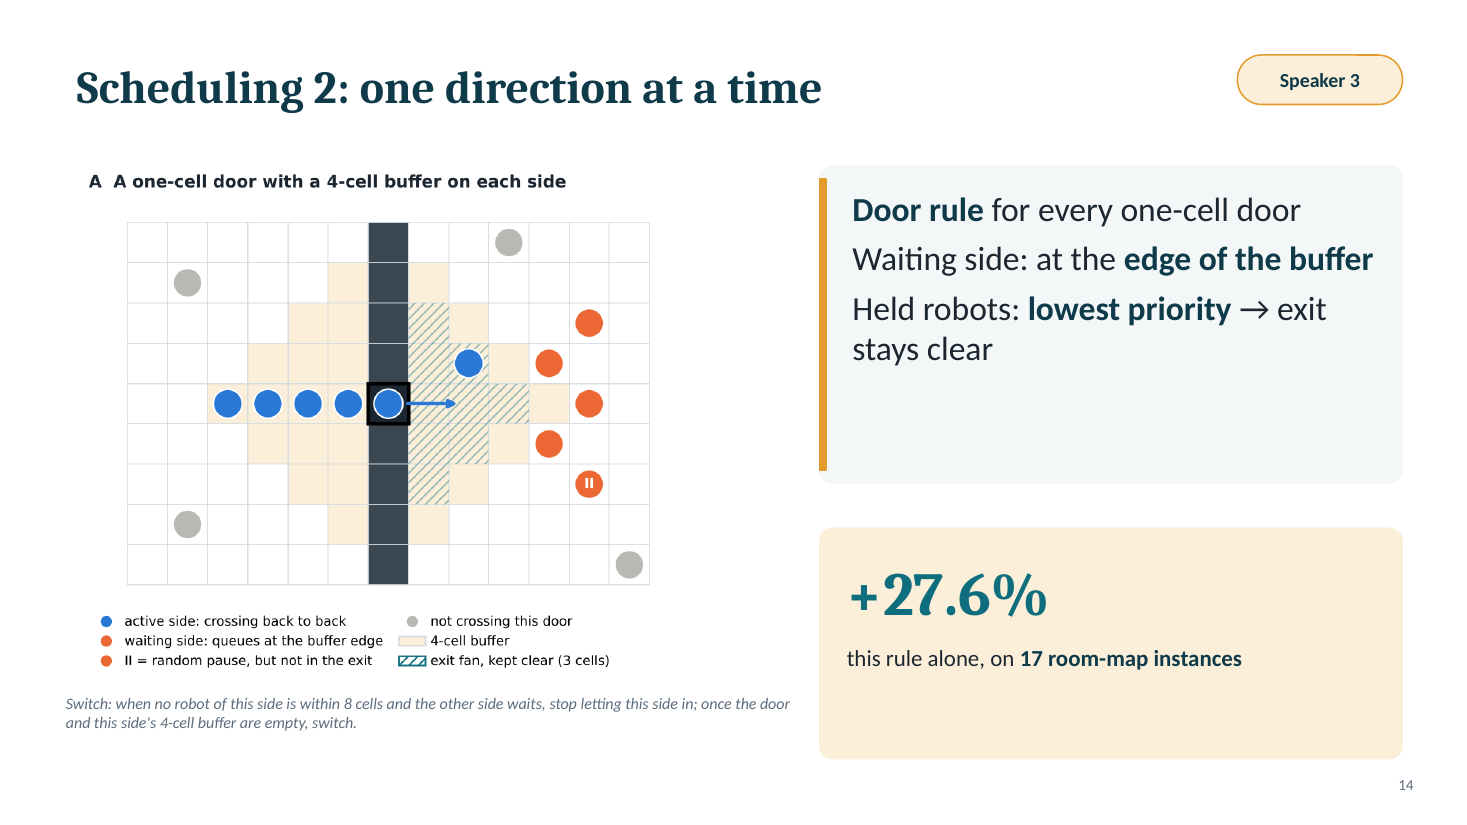 Scheduling 2: one direction at a time
Speaker 3
A A one-cell door with a 4-cell buffer on each side
II
active side: crossing back to back
waiting side: queues at the buffer edge
II = random pause, but not in the exit
not crossing this door
4-cell buffer
exit fan, kept clear (3 cells)
Switch: when no robot of this side is within 8 cells and the other side waits, stop letting this side in; once the door
and this side's 4-cell buffer are empty, switch.
Door rule for every one-cell door
Waiting side: at the edge of the buffer
Held robots: lowest priority → exit
stays clear
+27.6%
this rule alone, on 17 room-map instances
14